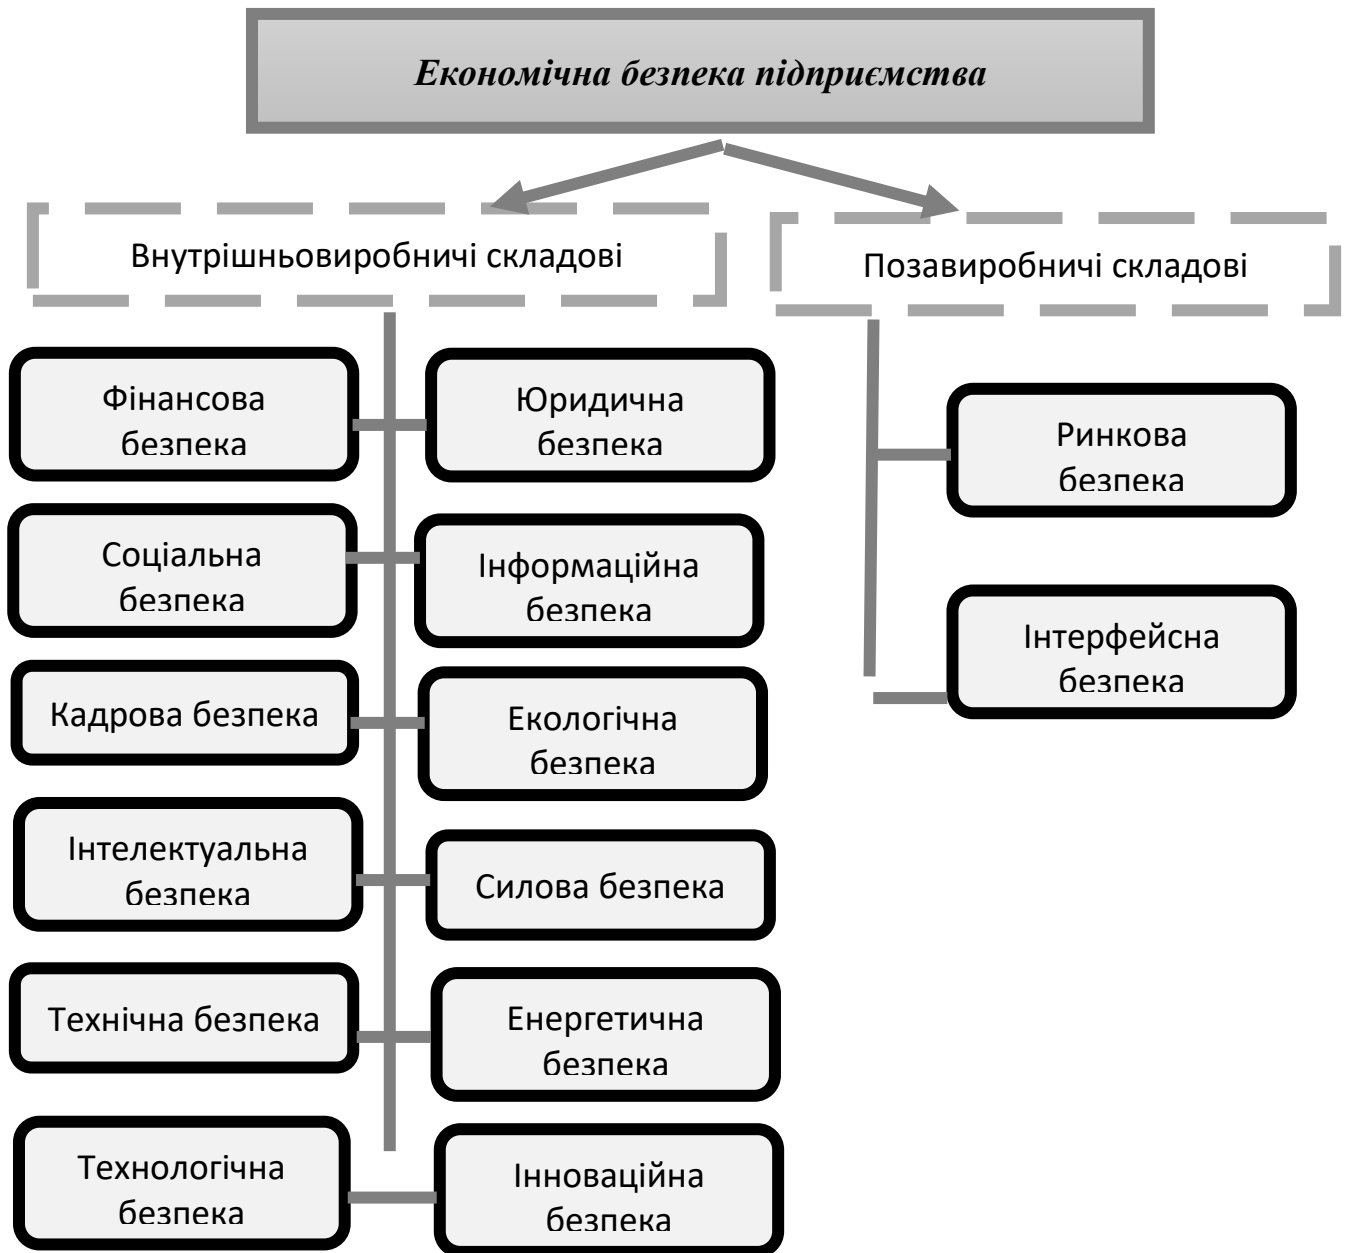 Економічна безпека підприємства
Внутрішньовиробничі складові
Позавиробничі складові
Фінансова
безпека
Юридична
безпека
Ринкова
безпека
Соціальна
безпека
Інформаційна
безпека
Інтерфейсна
безпека
Кадрова безпека
Екологічна
безпека
Інтелектуальна
безпека
Силова безпека
Технічна безпека
Енергетична
безпека
Технологічна
безпека
Інноваційна
безпека